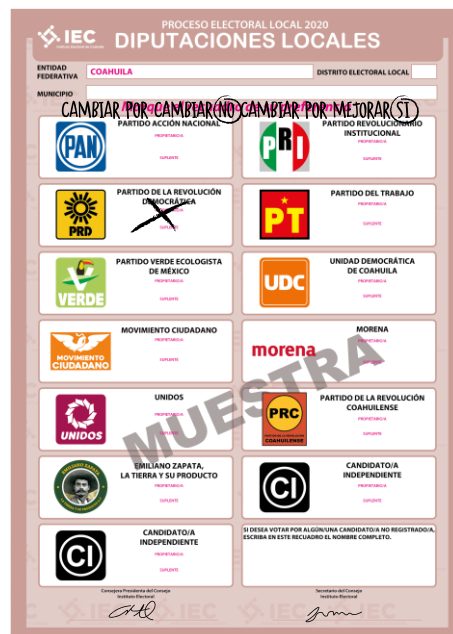 IEC
PROCESO ELECTORAL LOCAL 2020
DIPUTACIONES LOCALES
ENTIDAD FEDERATIVA
COAHUILA
DISTRITO ELECTORAL LOCAL
MUNICIPIO
CAMBIAR POR CAMBIAR NO CAMBIAR POR MEJORAR SI
PAN
PARTIDO ACCIÓN NACIONAL
PROPIETARIO/A
SUPLENTE
PRI
PARTIDO REVOLUCIONARIO
INSTITUCIONAL
PROPIETARIO/A
SUPLENTE
PRD
PARTIDO DE LA REVOLUCIÓN
DEMOCRÁTICA
SUPLENTE
PT
PARTIDO DEL TRABAJO
PROPIETARIO/A
SUPLENTE
VERDE
PARTIDO VERDE ECOLOGISTA
DE MÉXICO
PROPIETARIO/A
SUPLENTE
UDC
UNIDAD DEMOCRÁTICA
DE COAHUILA
PROPIETARIO/A
SUPLENTE
MOVIMIENTO
CIUDADANO
MOVIMIENTO CIUDADANO
PROPIETARIO/A
SUPLENTE
morena
MORENA
PROPIETARIO/A
SUPLENTE
MUESTRA
UNIDOS
UNIDOS
PROPIETARIO/A
SUPLENTE
PRC
PARTIDO DE LA REVOLUCIÓN
COAHUILENSE
PARTIDO DE LA REVOLUCIÓN
COAHUILENSE
PROPIETARIO/A
SUPLENTE
EMILIANO ZAPATA
EMILIANO ZAPATA,
LA TIERRA Y SU PRODUCTO
PROPIETARIO/A
SUPLENTE
CI
CANDIDATO/A
INDEPENDIENTE
PROPIETARIO/A
SUPLENTE
CI
CANDIDATO/A
INDEPENDIENTE
PROPIETARIO/A
SUPLENTE
SI DESEA VOTAR POR ALGÚN/UNA CANDIDATO/A NO REGISTRADO/A,
ESCRIBA EN ESTE RECUADRO EL NOMBRE COMPLETO.
Consejera Presidenta del Consejo
Instituto Electoral
Secretario del Consejo
Instituto Electoral